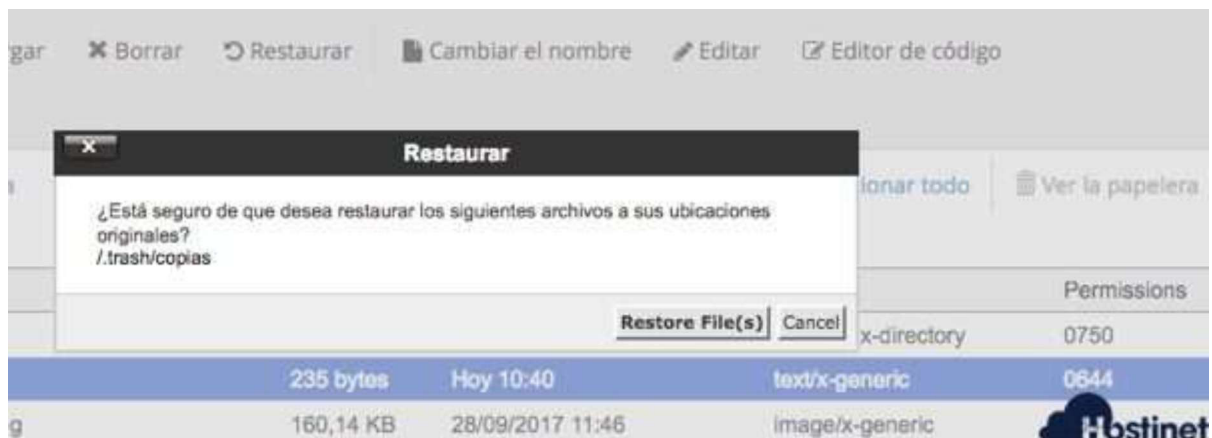 gar Borrar Restaurar Cambiar el nombre Editar Editor de código
Restaurar
ionar todo Ver la papelera
¿Está seguro de que desea restaurar los siguientes archivos a sus ubicaciones
originales?
/.trash/copias
Permissions
Restore File(s) Cancel
x-directory 0750
235 bytes Hoy 10:40 text/x-generic 0644
g 160,14 KB 28/09/2017 11:46 image/x-generic
Hostinet